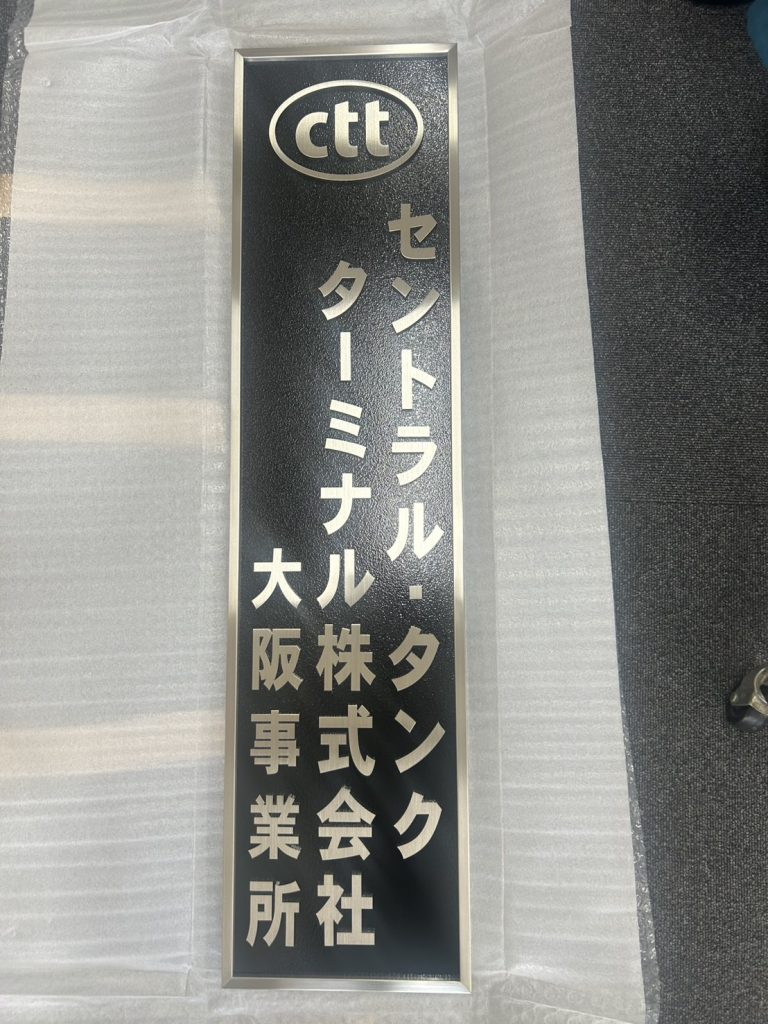 ctt
セントラル・タンク
ターミナル株式会社
大阪事業所